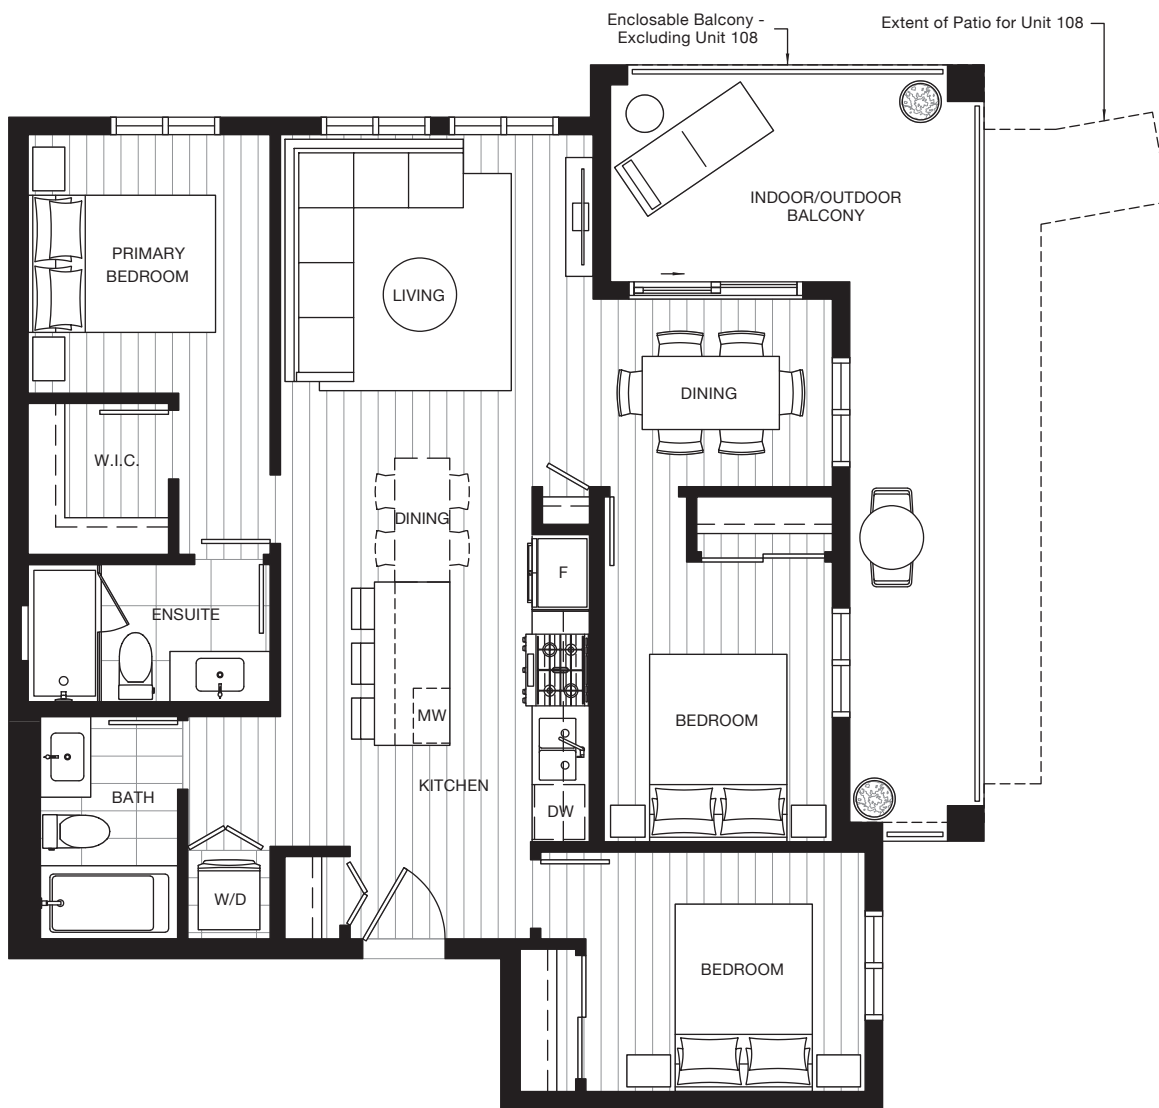 Enclosable Balcony -
Excluding Unit 108
Extent of Patio for Unit 108
INDOOR/OUTDOOR
BALCONY
PRIMARY
BEDROOM
LIVING
DINING
W.I.C.
DINING
F
ENSUITE
MW
BEDROOM
KITCHEN
BATH
DW
W/D
BEDROOM